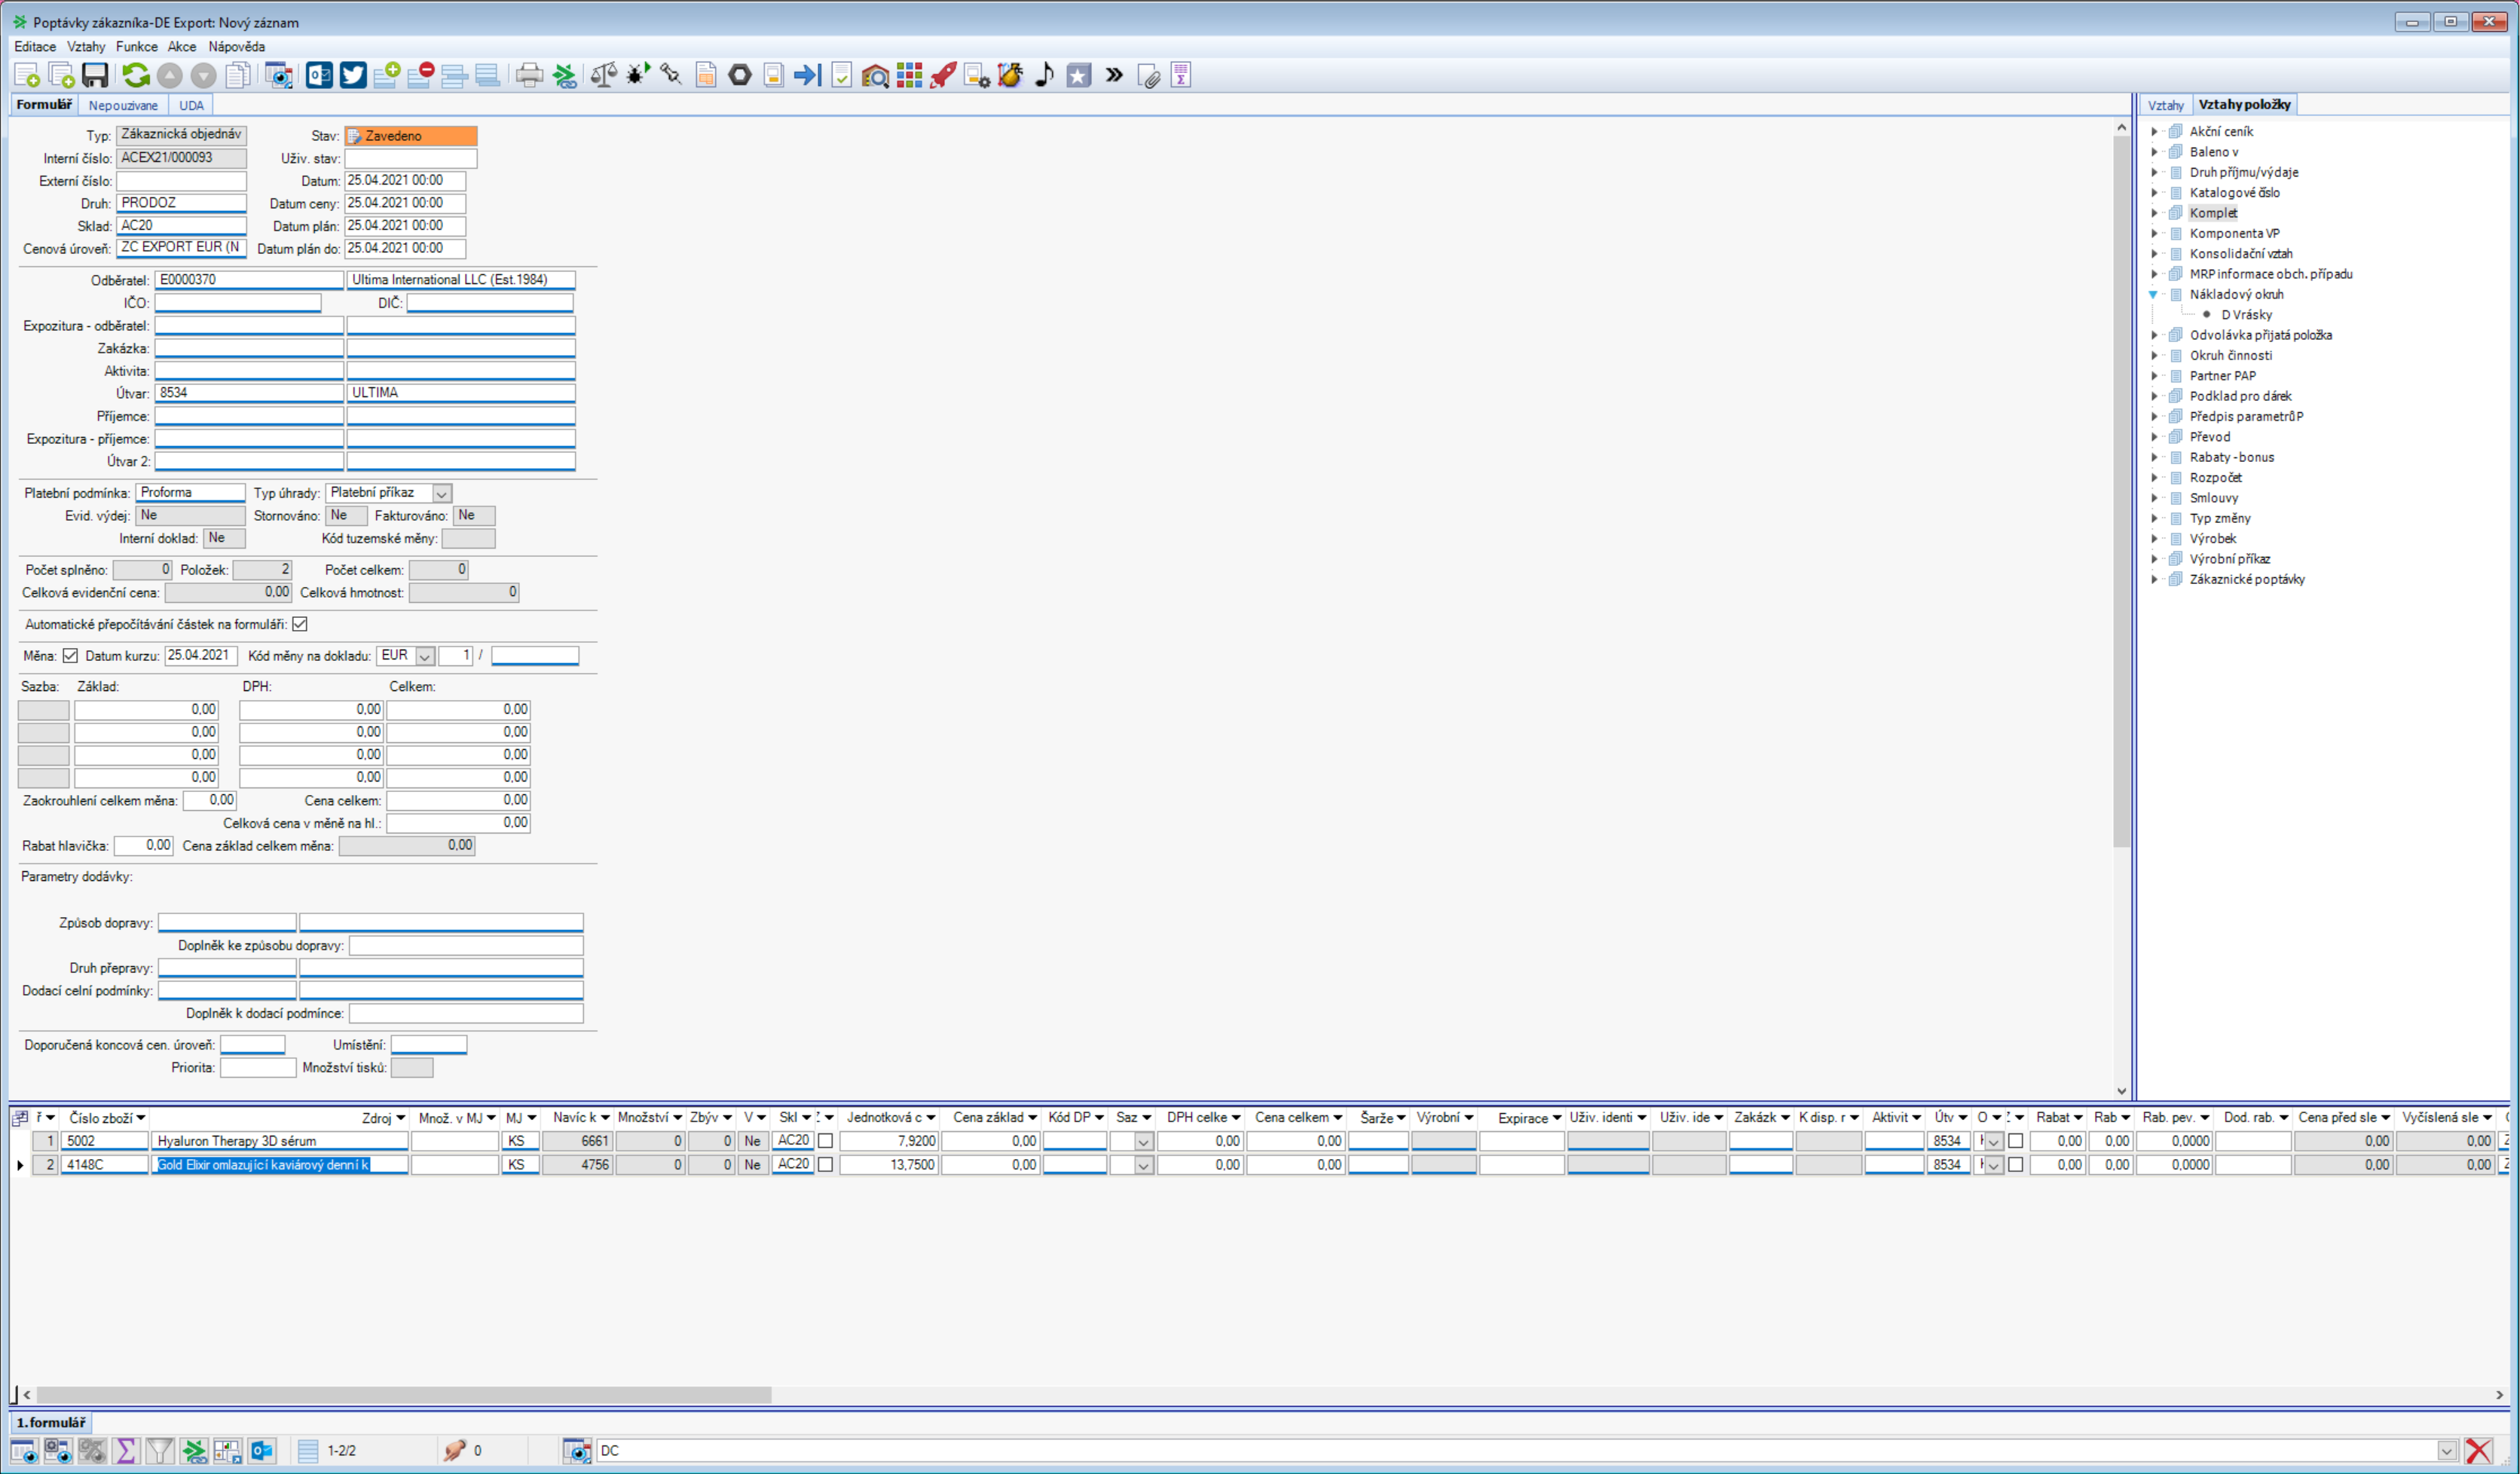 Poptávky zákazníka-DE Export: Nový záznam
Editace Vztahy Funkce Akce Nápověda
Formulář Nepouzivane UDA
Typ: Zákaznická objednáv Stav: Zavedeno
Interní číslo: ACEX21/000093 Uživ. stav:
Externí číslo: Datum: 25.04.2021 00:00
Druh: PRODOZ Datum ceny: 25.04.2021 00:00
Sklad: AC20 Datum plán: 25.04.2021 00:00
Cenová úroveň: ZC EXPORT EUR (N Datum plán do: 25.04.2021 00:00
Odběratel: E0000370 Ultima International LLC (Est.1984)
IČO: DIČ:
Expozitura - odběratel:
Zakázka:
Aktivita:
Útvar: 8534 ULTIMA
Příjemce:
Expozitura - příjemce:
Útvar 2:
Platební podmínka: Proforma Typ úhrady: Platební příkaz
Evid. výdej: Ne Stornováno: Ne Fakturováno: Ne
Interní doklad: Ne Kód tuzemské měny:
Počet splněno: 0 Položek: 2 Počet celkem: 0
Celková evidenční cena: 0,00 Celková hmotnost: 0
Automatické přepočítávání částek na formuláři:
Měna: Datum kurzu: 25.04.2021 Kód měny na dokladu: EUR 1 /
Sazba: Základ: DPH: Celkem:
0,00 0,00 0,00
0,00 0,00 0,00
0,00 0,00 0,00
0,00 0,00 0,00
Zaokrouhlení celkem měna: 0,00 Cena celkem: 0,00
Celková cena v měně na hl.: 0,00
Rabat hlavička: 0,00 Cena základ celkem měna: 0,00
Parametry dodávky:
Způsob dopravy:
Doplněk ke způsobu dopravy:
Druh přepravy:
Dodací celní podmínky:
Doplněk k dodací podmínce:
Doporučená koncová cen. úroveň: Umístění:
Priorita: Množství tisků:
Vztahy Vztahy položky
Akční ceník
Baleno v
Druh příjmu/výdaje
Katalogové číslo
Komplet
Komponenta VP
Konsolidační vztah
MRP informace obch. případu
Nákladový okruh
D Vrásky
Odvolávka přijatá položka
Okruh činnosti
Partner PAP
Podklad pro dárek
Předpis parametrů P
Převod
Rabaty - bonus
Rozpočet
Smlouvy
Typ změny
Výrobek
Výrobní příkaz
Zákaznické poptávky
ř Číslo zboží Zdroj Množ. v MJ MJ Navíc k Množství Zbýv V Skl Jednotková c Cena základ Kód DP Saz DPH celke Cena celkem Šarže Výrobní Expirace Uživ. identi Uživ. ide Zakázk K disp. r Aktivit Útv O Rabat Rab Rab. pev. Dod. rab. Cena před sle Vyčíslená sle
1 5002 Hyaluron Therapy 3D sérum KS 6661 0 0 Ne AC20 7,9200 0,00 0,00 0,00 8534 0,00 0,00 0,0000 0,00 0,00
2 4148C Gold Elixir omlazující kaviárový denní k KS 4756 0 0 Ne AC20 13,7500 0,00 0,00 0,00 8534 0,00 0,00 0,0000 0,00 0,00
1.formulář
1-2/2 0 DC